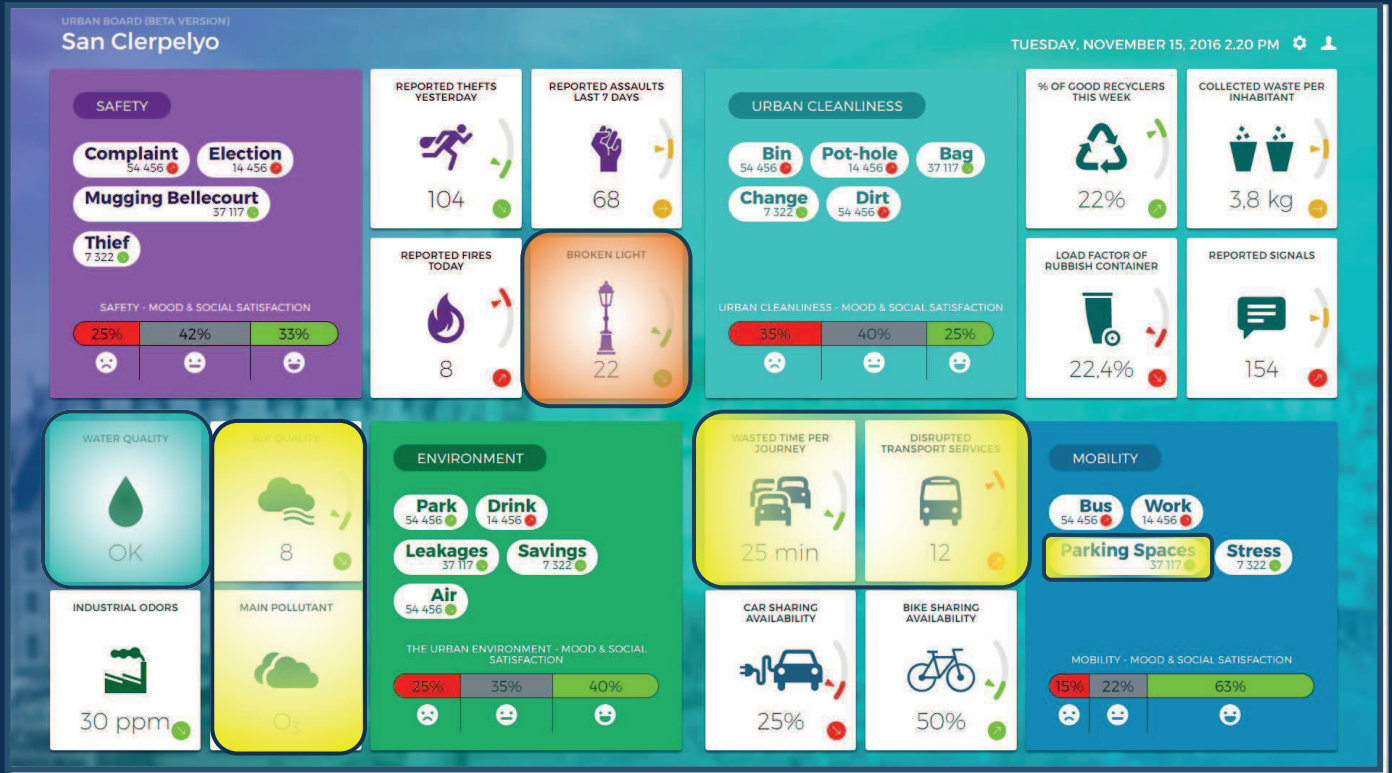 URBAN BOARD (BETA VERSION)
San Clerpelyo
TUESDAY, NOVEMBER 15, 2016 2.20 PM
SAFETY
Complaint
54 456
Election
14 456
Mugging Bellecourt
37 117
Thief
7 322
SAFETY - MOOD & SOCIAL SATISFACTION
25% 42% 33%
REPORTED THEFTS
YESTERDAY
104
REPORTED ASSAULTS
LAST 7 DAYS
68
REPORTED FIRES
TODAY
8
BROKEN LIGHT
22
URBAN CLEANLINESS
Bin
54 456
Pot-hole
14 456
Bag
37 117
Change
7 322
Dirt
54 456
URBAN CLEANLINESS - MOOD & SOCIAL SATISFACTION
35% 40% 25%
% OF GOOD RECYCLERS
THIS WEEK
22%
COLLECTED WASTE PER
INHABITANT
3,8 kg
LOAD FACTOR OF
RUBBISH CONTAINER
22,4%
REPORTED SIGNALS
154
WATER QUALITY
OK
AIR QUALITY
8
INDUSTRIAL ODORS
30 ppm
MAIN POLLUTANT
O₃
ENVIRONMENT
Park
54 456
Drink
14 456
Leakages
37 117
Savings
7 322
Air
54 456
THE URBAN ENVIRONMENT - MOOD & SOCIAL
SATISFACTION
25% 35% 40%
WASTED TIME PER
JOURNEY
25 min
DISRUPTED
TRANSPORT SERVICES
12
CAR SHARING
AVAILABILITY
25%
BIKE SHARING
AVAILABILITY
50%
MOBILITY
Bus
54 456
Work
14 456
Parking Spaces
37 117
Stress
7 322
MOBILITY - MOOD & SOCIAL SATISFACTION
15% 22% 63%